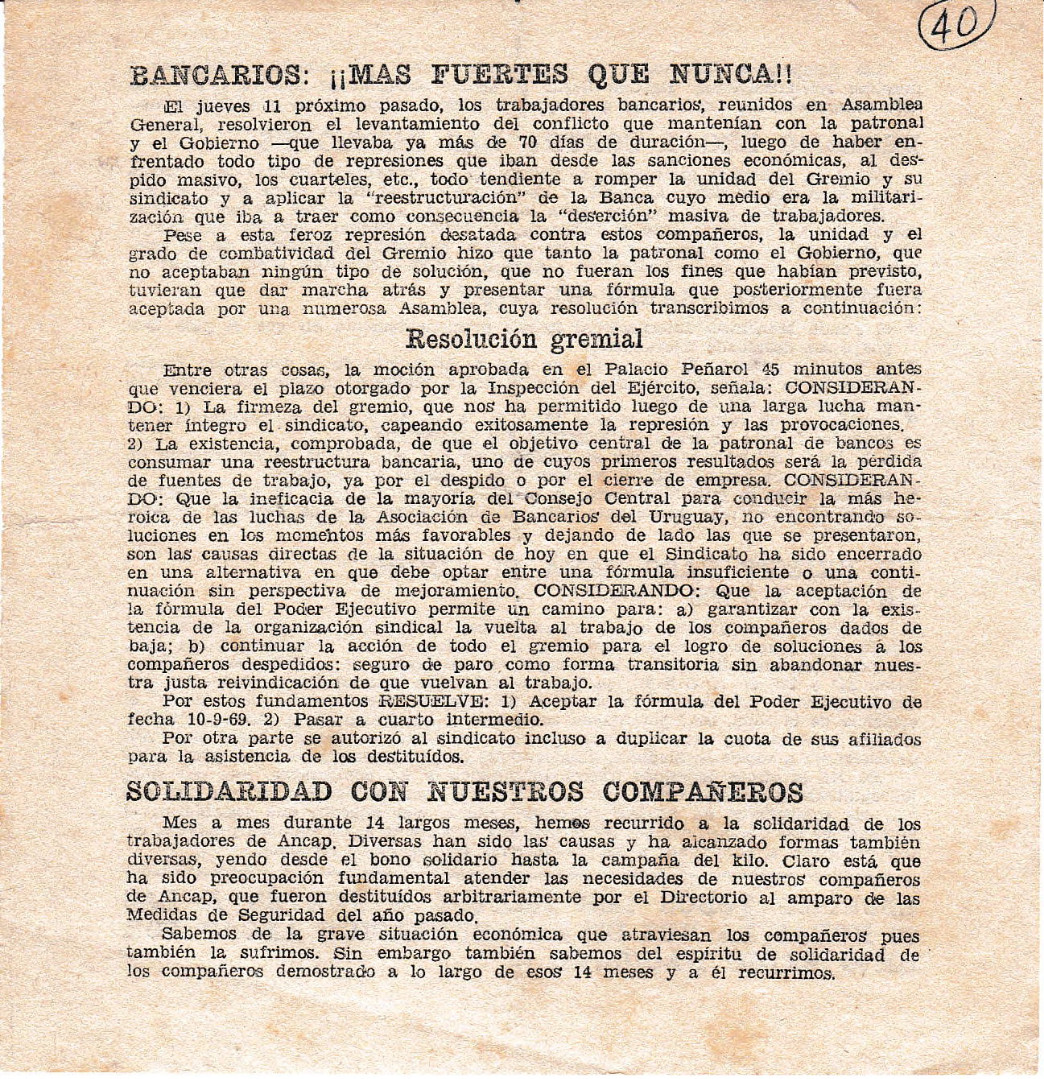 40
BANCARIOS: ¡¡MAS FUERTES QUE NUNCA!!
El jueves 11 próximo pasado, los trabajadores bancarios, reunidos en Asamblea
General, resolvieron el levantamiento del conflicto que mantenían con la patronal
y el Gobierno —que llevaba ya más de 70 días de duración—, luego de haber en-
frentado todo tipo de represiones que iban desde las sanciones económicas, al des-
pido masivo, los cuarteles, etc., todo tendiente a romper la unidad del Gremio y su
sindicato y a aplicar la "reestructuración" de la Banca cuyo medio era la militari-
zación que iba a traer como consecuencia la "deserción" masiva de trabajadores.
Pese a esta feroz represión desatada contra estos compañeros, la unidad y el
grado de combatividad del Gremio hizo que tanto la patronal como el Gobierno, que
no aceptaban ningún tipo de solución, que no fueran los fines que habían previsto,
tuvieran que dar marcha atrás y presentar una fórmula que posteriormente fuera
aceptada por una numerosa Asamblea, cuya resolución transcribimos a continuación:
Resolución gremial
Entre otras cosas, la moción aprobada en el Palacio Peñarol 45 minutos antes
que venciera el plazo otorgado por la Inspección del Ejército, señala: CONSIDERAN-
DO: 1) La firmeza del gremio, que nos ha permitido luego de una larga lucha man-
tener íntegro el sindicato, capeando exitosamente la represión y las provocaciones.
2) La existencia, comprobada, de que el objetivo central de la patronal de bancos es
consumar una reestructura bancaria, uno de cuyos primeros resultados será la pérdida
de fuentes de trabajo, ya por el despido o por el cierre de empresa. CONSIDERAN-
DO: Que la ineficacia de la mayoría del Consejo Central para conducir la más he-
roica de las luchas de la Asociación de Bancarios del Uruguay, no encontrando so-
luciones en los momentos más favorables y dejando de lado las que se presentaron,
son las causas directas de la situación de hoy en que el Sindicato ha sido encerrado
en una alternativa en que debe optar entre una fórmula insuficiente o una conti-
nuación sin perspectiva de mejoramiento. CONSIDERANDO: Que la aceptación de
la fórmula del Poder Ejecutivo permite un camino para: a) garantizar con la exis-
tencia de la organización sindical la vuelta al trabajo de los compañeros dados de
baja; b) continuar la acción de todo el gremio para el logro de soluciones a los
compañeros despedidos: seguro de paro como forma transitoria sin abandonar nues-
tra justa reivindicación de que vuelvan al trabajo.
Por estos fundamentos RESUELVE: 1) Aceptar la fórmula del Poder Ejecutivo de
fecha 10-9-69. 2) Pasar a cuarto intermedio.
Por otra parte se autorizó al sindicato incluso a duplicar la cuota de sus afiliados
para la asistencia de los destituídos.
SOLIDARIDAD CON NUESTROS COMPAÑEROS
Mes a mes durante 14 largos meses, hemos recurrido a la solidaridad de los
trabajadores de Ancap. Diversas han sido las causas y ha alcanzado formas también
diversas, yendo desde el bono solidario hasta la campaña del kilo. Claro está que
ha sido preocupación fundamental atender las necesidades de nuestros compañeros
de Ancap, que fueron destituídos arbitrariamente por el Directorio al amparo de las
Medidas de Seguridad del año pasado.
Sabemos de la grave situación económica que atraviesan los compañeros pues
también la sufrimos. Sin embargo también sabemos del espíritu de solidaridad de
los compañeros demostrado a lo largo de esos 14 meses y a él recurrimos.